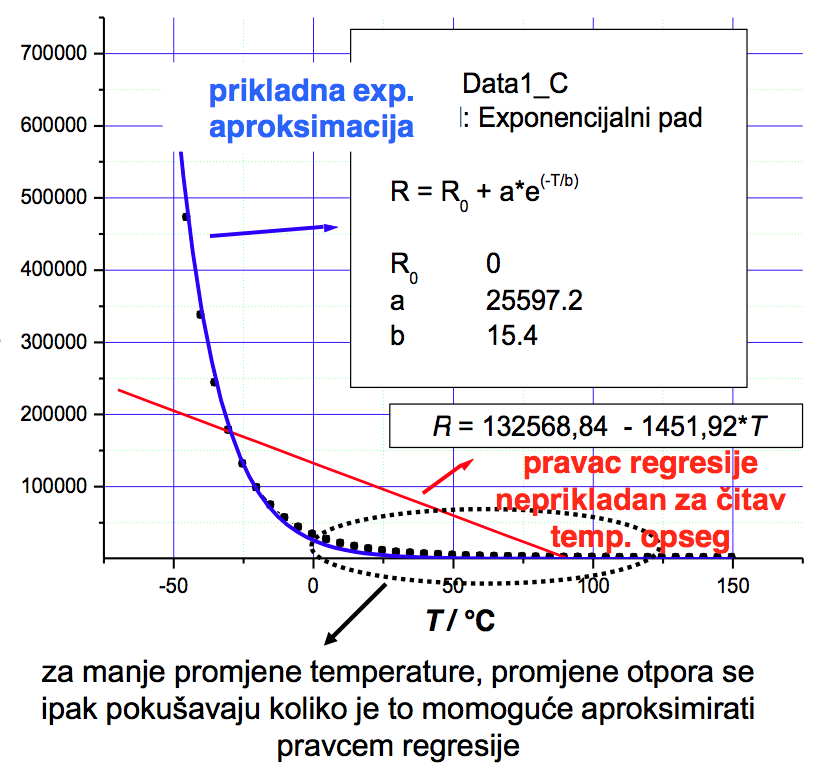 700000
600000
500000
400000
300000
200000
100000
prikladna exp.
aproksimacija
Data1_C
: Exponencijalni pad
R = R0 + a*e(-T/b)
R0 0
a 25597.2
b 15.4
R = 132568,84 - 1451,92*T
pravac regresije
neprikladan za čitav
temp. opseg
-50 0 50 100 150
T / °C
za manje promjene temperature, promjene otpora se
ipak pokušavaju koliko je to momoguće aproksimirati
pravcem regresije